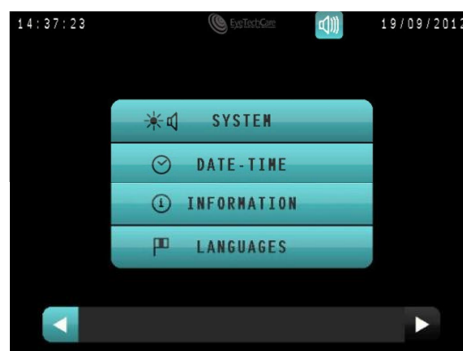 14:37:23 EyeTechCare 19/09/2012
SYSTEM
DATE-TIME
INFORMATION
LANGUAGES